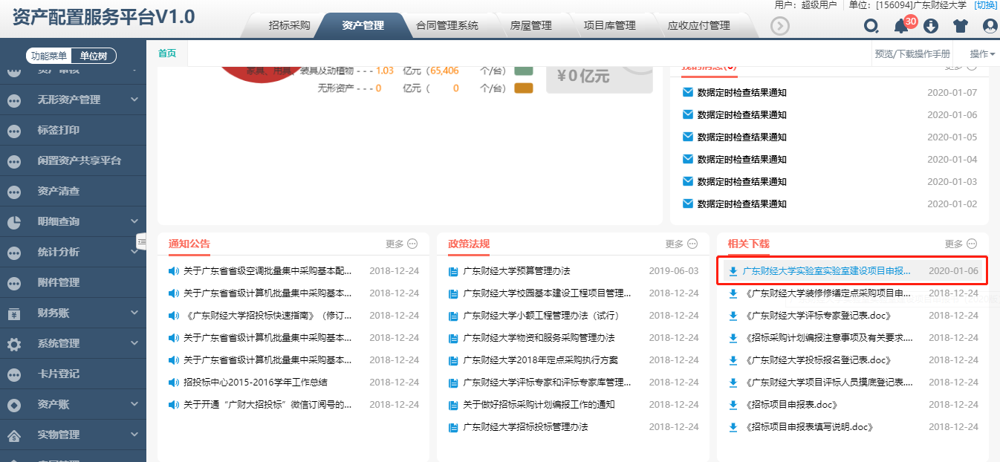 资产配置服务平台V1.0
用户：超级用户 单位：[156094]广东财经大学 [切换]
招标采购 资产管理 合同管理系统 房屋管理 项目库管理 应收应付管理
30
功能菜单 单位树
首页
预览/下载操作手册 操作
资产审核
无形资产管理
标签打印
闲置资产共享平台
资产清查
明细查询
统计分析
附件管理
财务账
系统管理
卡片登记
资产账
实物管理
家具、用具、装具及动植物 - - - 1.03 亿元（65,406 个/台）
无形资产 - - - 0 亿元（ 0 个/台）
¥0亿元
我的消息(0) 更多
数据定时检查结果通知 2020-01-07
数据定时检查结果通知 2020-01-06
数据定时检查结果通知 2020-01-05
数据定时检查结果通知 2020-01-04
数据定时检查结果通知 2020-01-03
数据定时检查结果通知 2020-01-02
通知公告 更多
关于广东省省级空调批量集中采购基本配... 2018-12-24
关于广东省省级计算机批量集中采购基本... 2018-12-24
《广东财经大学招投标快速指南》（修订... 2018-12-24
关于广东省省级计算机批量集中采购基本... 2018-12-24
关于广东省省级计算机批量集中采购基本... 2018-12-24
招投标中心2015-2016学年工作总结 2018-12-24
关于开通“广财大招投标”微信订阅号的... 2018-12-24
政策法规 更多
广东财经大学预算管理办法 2019-06-03
广东财经大学校园基本建设工程项目管理... 2018-12-24
广东财经大学小额工程管理办法（试行） 2018-12-24
广东财经大学物资和服务采购管理办法 2018-12-24
广东财经大学2018年定点采购执行方案 2018-12-24
广东财经大学评标专家和评标专家库管理... 2018-12-24
关于做好招标采购计划编报工作的通知 2018-12-24
广东财经大学招标投标管理办法 2018-12-24
相关下载 更多
广东财经大学实验室实验室建设项目申报... 2020-01-06
《广东财经大学装修修缮定点采购项目申... 2018-12-24
《广东财经大学评标专家登记表.doc》 2018-12-24
《招标采购计划编报注意事项及有关要求.... 2018-12-24
《广东财经大学投标报名登记表.doc》 2018-12-24
《广东财经大学项目评标人员摸底登记表.... 2018-12-24
《招标项目申报表.doc》 2018-12-24
《招标项目申报表填写说明.doc》 2018-12-24